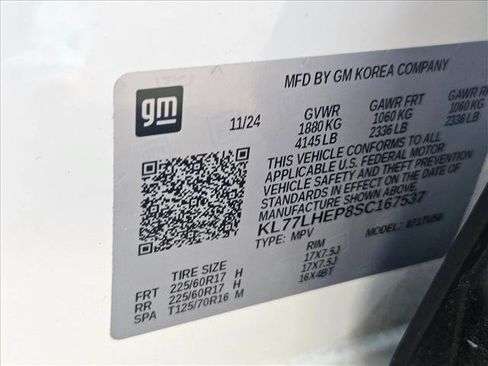 gm
MFD BY GM KOREA COMPANY
11/24 GVWR GAWR FRT GAWR RR
1880 KG 1060 KG 1060 KG
4145 LB 2336 LB 2336 LB
THIS VEHICLE CONFORMS TO ALL
APPLICABLE U.S. FEDERAL MOTOR
VEHICLE SAFETY AND THEFT
PREVENTION STANDARDS IN
EFFECT ON THE DATE OF
MANUFACTURE SHOWN ABOVE.
KL77LHEP8SC167537
TYPE: MPV MODEL:
TIRE SIZE RIM
FRT 225/60R17 H 17X7.5J
RR 225/60R17 H 17X7.5J
SPA T125/70R16 M 16X4BT